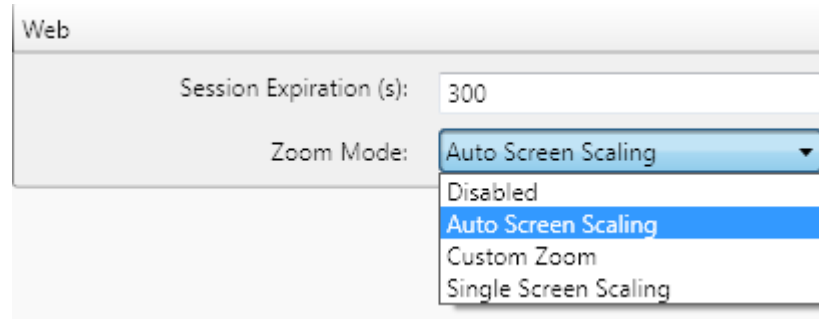 Web
Session Expiration (s): 300
Zoom Mode: Auto Screen Scaling
Disabled
Auto Screen Scaling
Custom Zoom
Single Screen Scaling